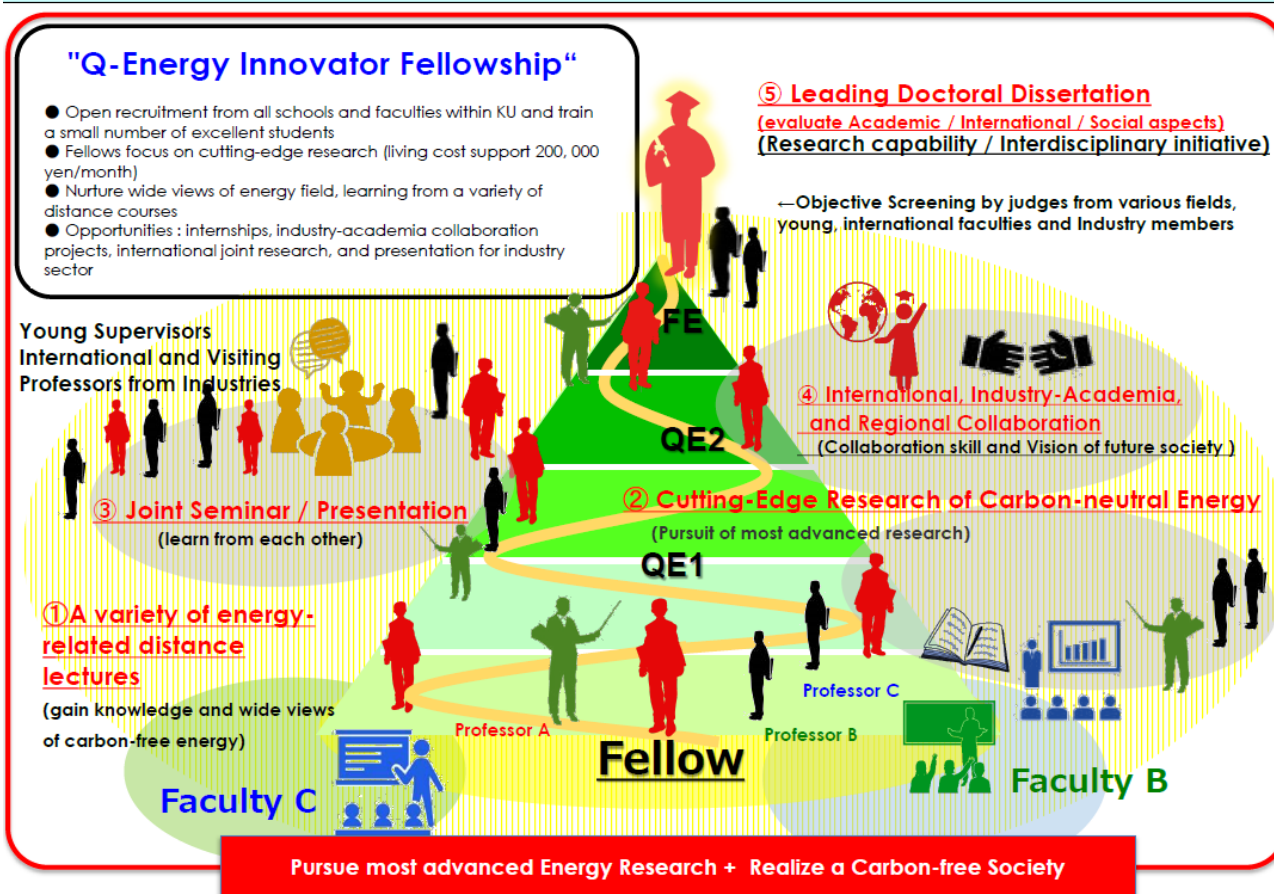 "Q-Energy Innovator Fellowship“
● Open recruitment from all schools and faculties within KU and train
a small number of excellent students
● Fellows focus on cutting-edge research (living cost support 200, 000
yen/month)
● Nurture wide views of energy field, learning from a variety of
distance courses
● Opportunities : internships, industry-academia collaboration
projects, international joint research, and presentation for industry
sector
⑤ Leading Doctoral Dissertation
(evaluate Academic / International / Social aspects)
(Research capability / Interdisciplinary initiative)
←Objective Screening by judges from various fields,
young, international faculties and Industry members
FE
Young Supervisors
International and Visiting
Professors from Industries
④ International, Industry-Academia,
and Regional Collaboration
(Collaboration skill and Vision of future society )
QE2
③ Joint Seminar / Presentation
(learn from each other)
② Cutting-Edge Research of Carbon-neutral Energy
(Pursuit of most advanced research)
QE1
①A variety of energy-
related distance
lectures
(gain knowledge and wide views
of carbon-free energy)
Professor C
Professor A
Professor B
Fellow
Faculty C
Faculty B
Pursue most advanced Energy Research + Realize a Carbon-free Society